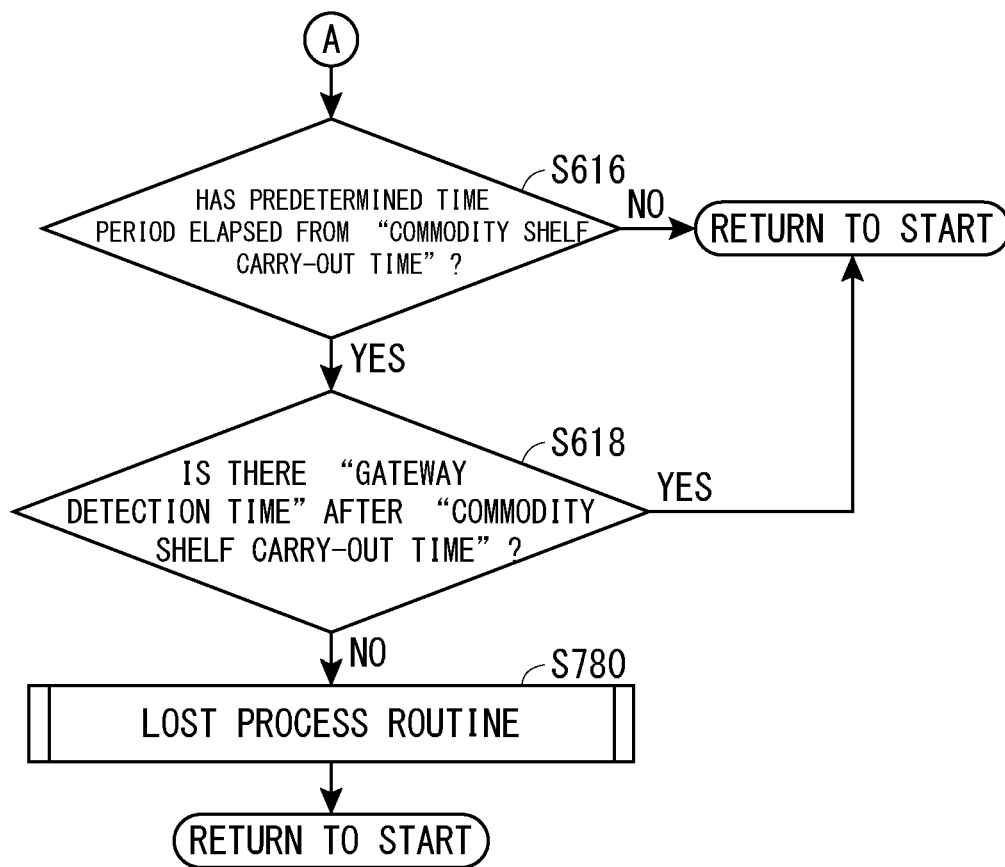 A
S616
HAS PREDETERMINED TIME
PERIOD ELAPSED FROM “COMMODITY SHELF
CARRY-OUT TIME” ?
NO
RETURN TO START
YES
S618
IS THERE “GATEWAY
DETECTION TIME” AFTER “COMMODITY
SHELF CARRY-OUT TIME” ?
YES
NO
S780
LOST PROCESS ROUTINE
RETURN TO START